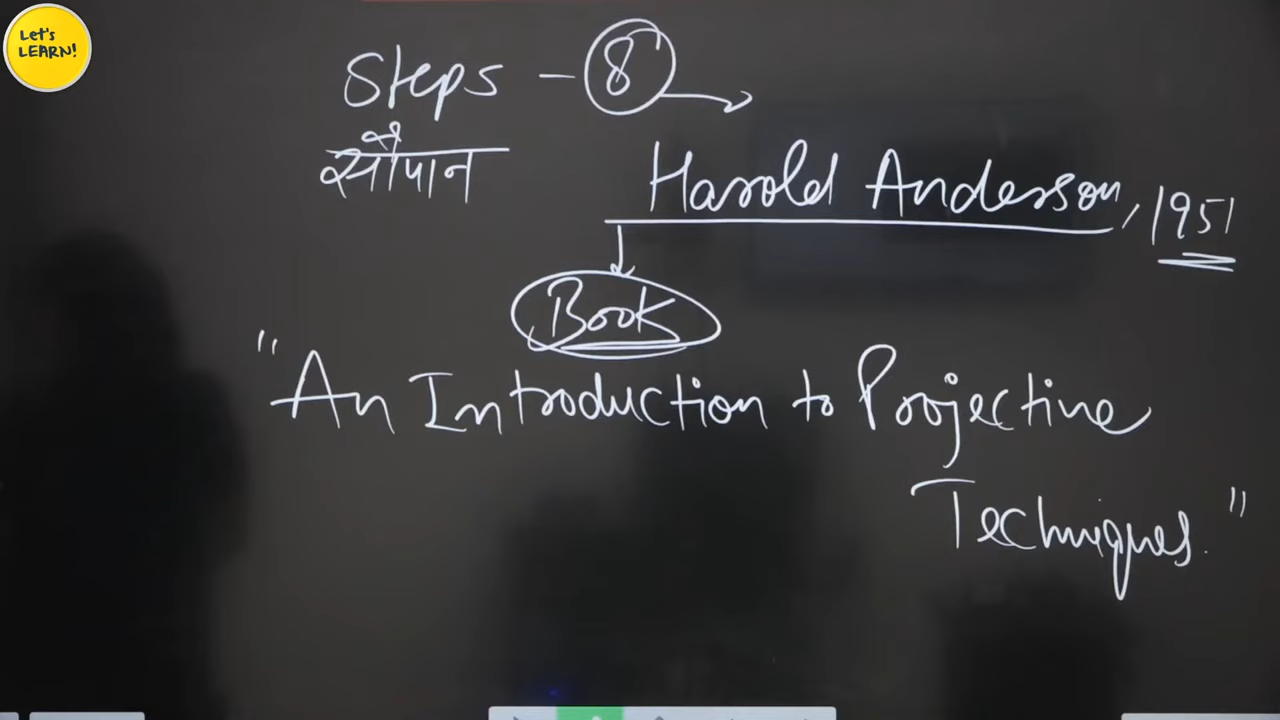 Let's
LEARN!
Steps - 8 →
सौपान
Harold Anderson, 1951
Book
"An Introduction to Projective
Techniques."